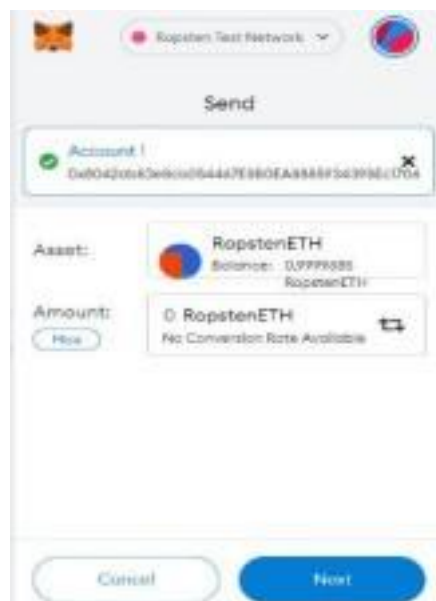 Ropsten Test Network
Send
Account 1
Asset:
RopstenETH
Balance:
RopstenETH
Amount:
0 RopstenETH
Max
No Conversion Rate Available
Cancel
Next